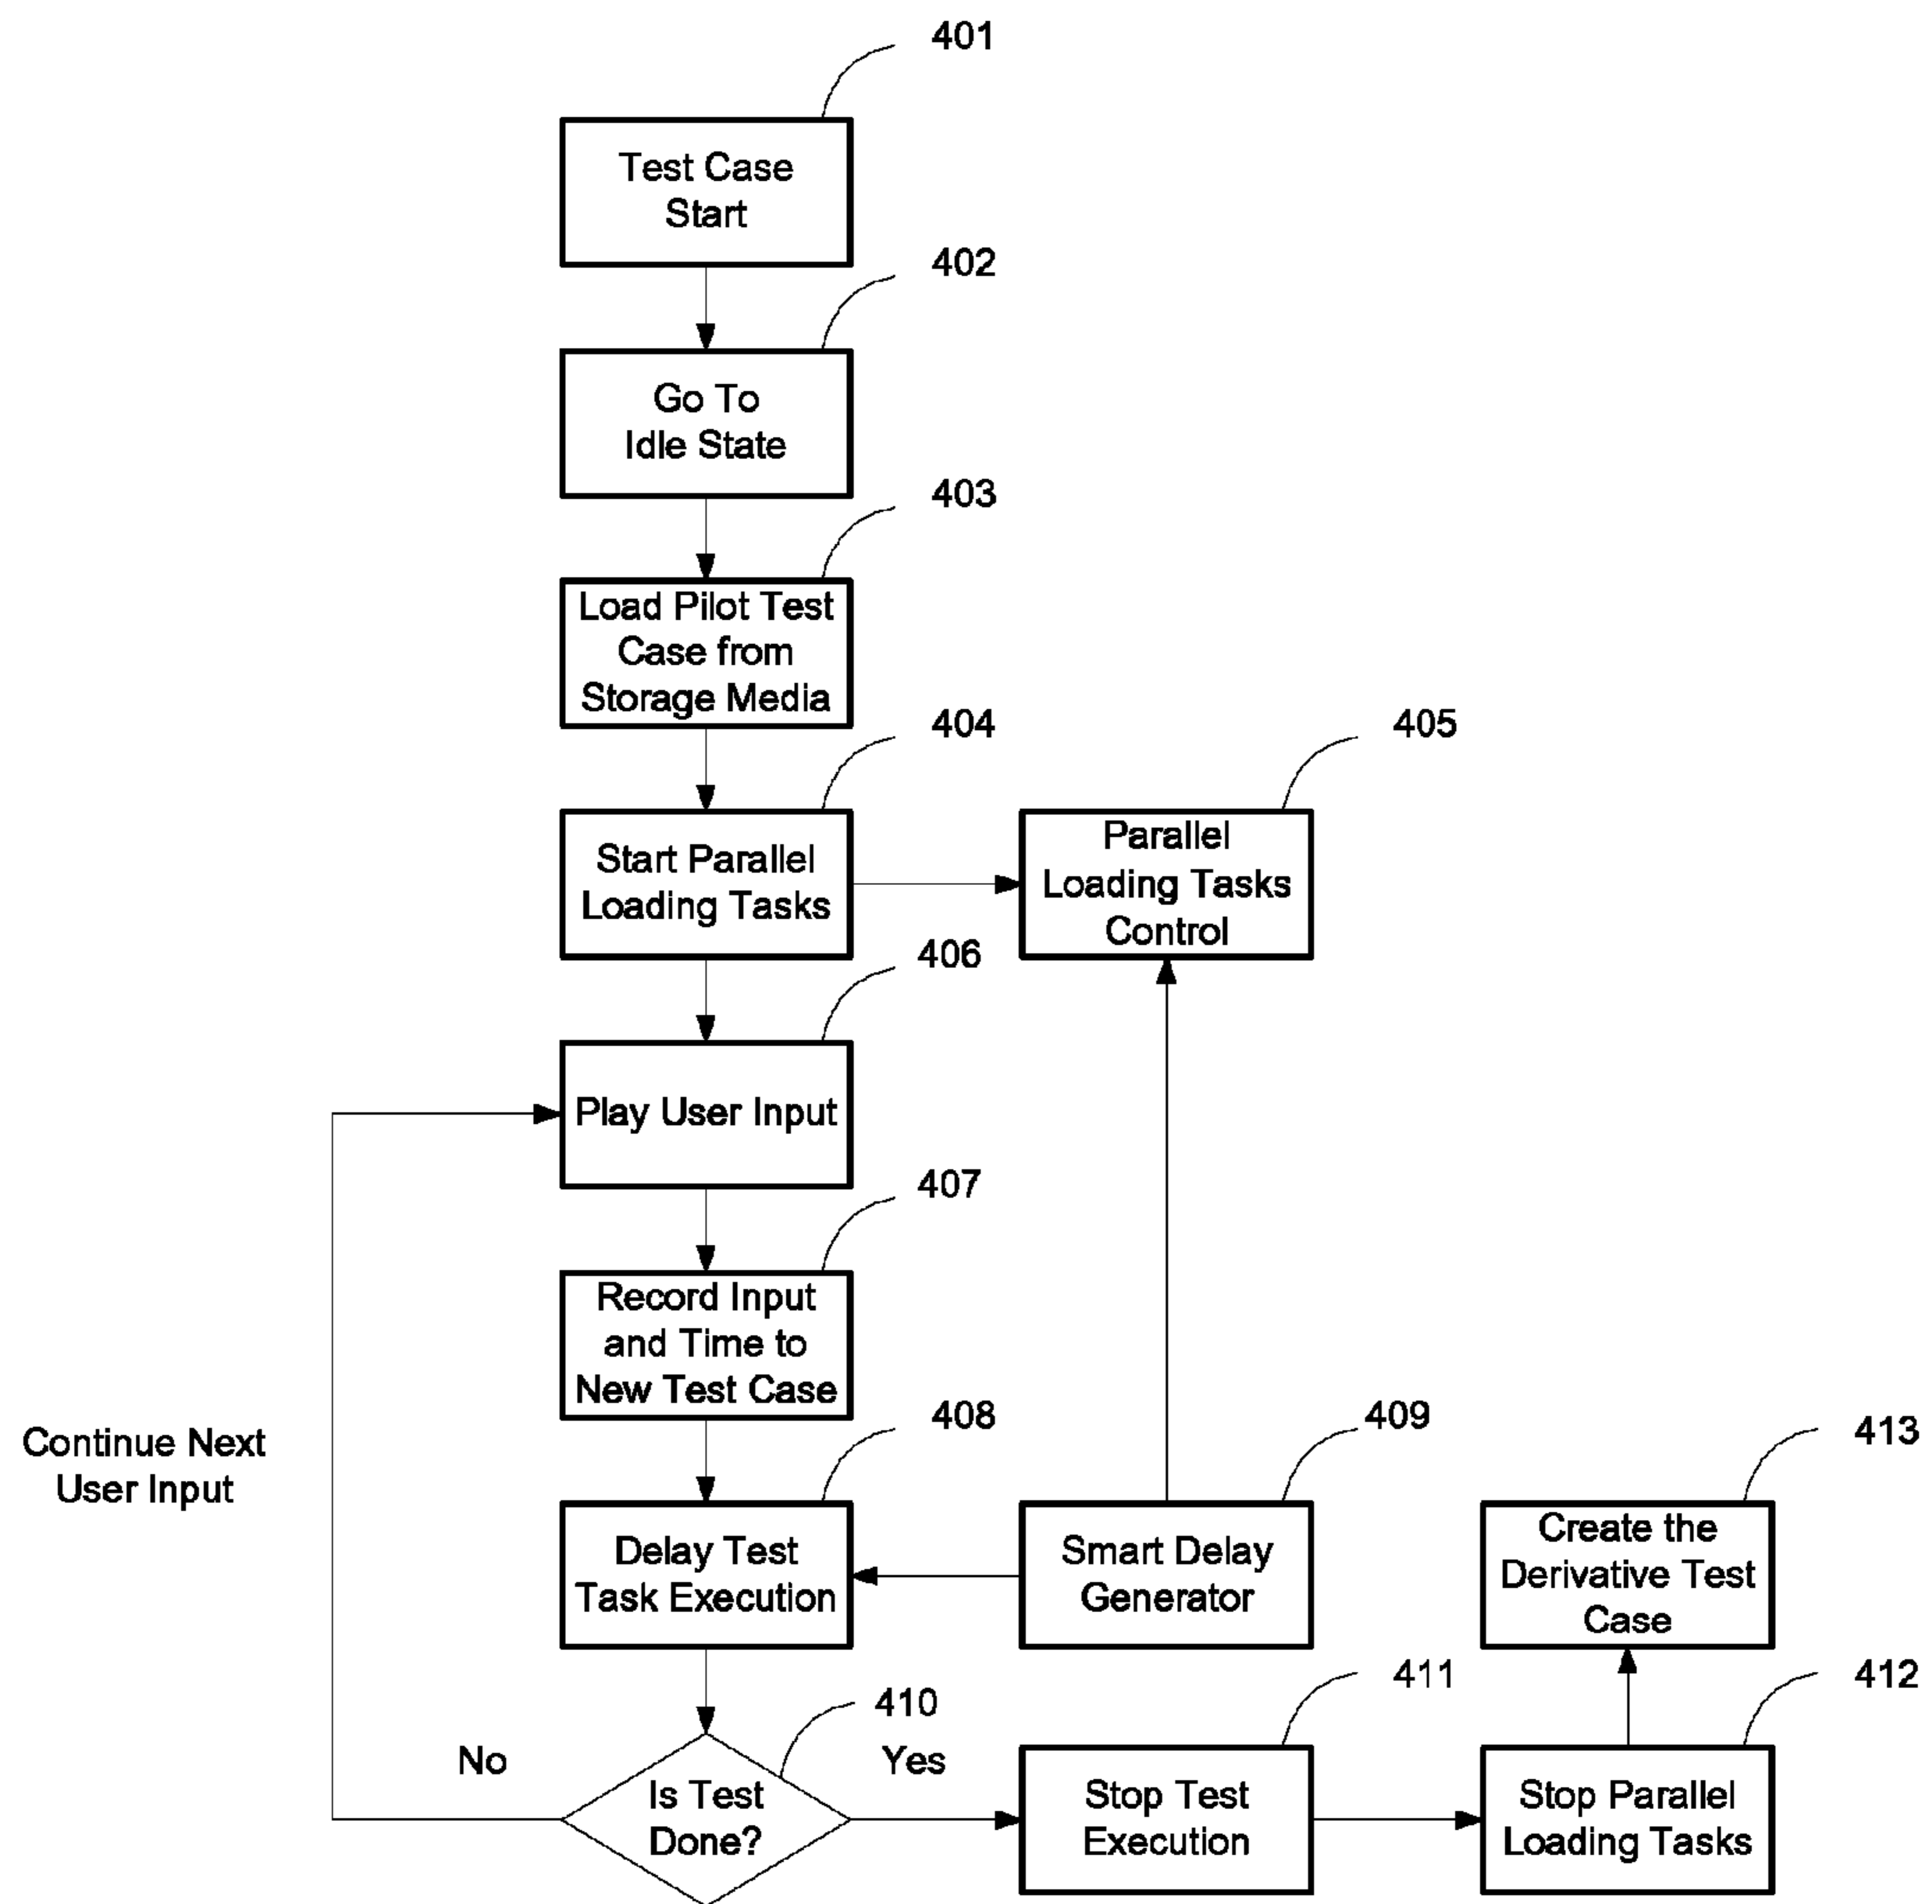 401
Test Case
Start
402
Go To
Idle State
403
Load Pilot Test
Case from
Storage Media
404
Start Parallel
Loading Tasks
405
Parallel
Loading Tasks
Control
406
Play User Input
407
Record Input
and Time to
New Test Case
Continue Next
User Input
408
Delay Test
Task Execution
409
Smart Delay
Generator
413
Create the
Derivative Test
Case
410
Is Test
Done?
No
Yes
411
Stop Test
Execution
412
Stop Parallel
Loading Tasks